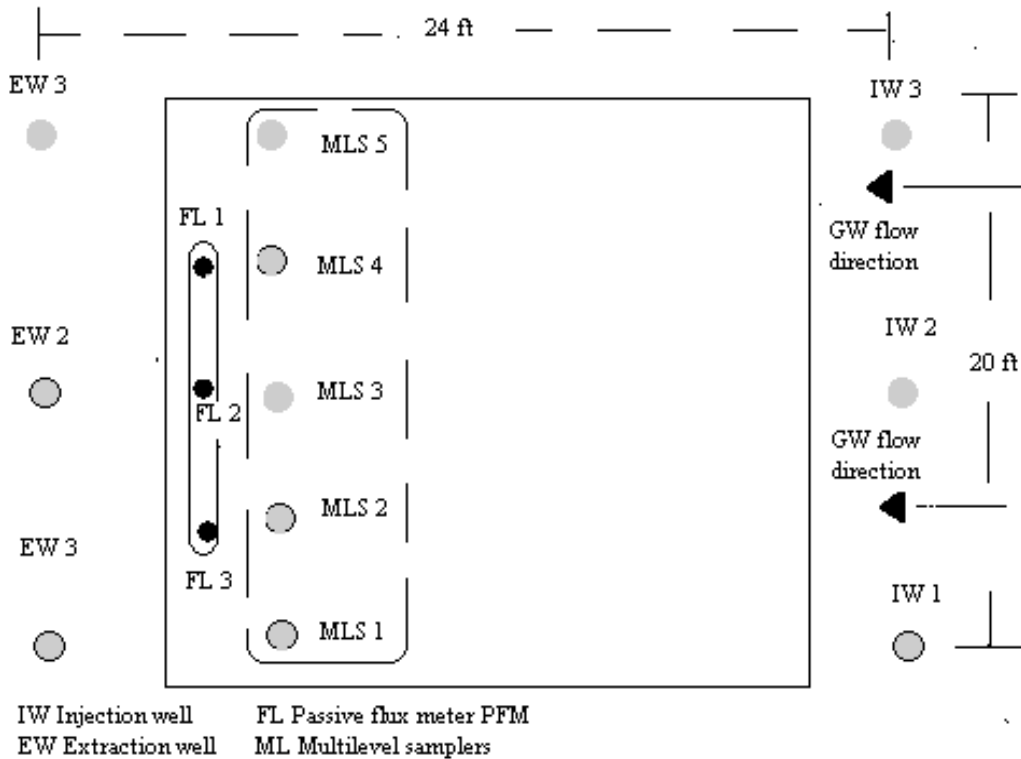 24 ft
EW 3
IW 3
MLS 5
FL 1
GW flow
direction
MLS 4
EW 2
IW 2
20 ft
MLS 3
FL 2
GW flow
direction
MLS 2
EW 3
FL 3
IW 1
MLS 1
IW Injection well
FL Passive flux meter PFM
EW Extraction well
ML Multilevel samplers